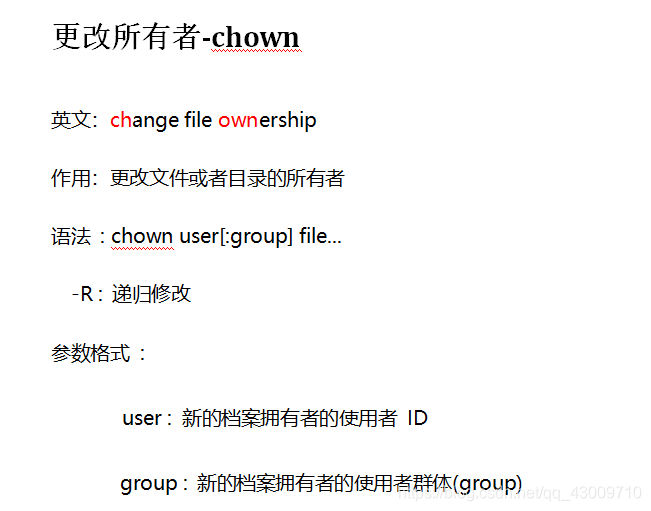 更改所有者-chown
英文：change file ownership
作用：更改文件或者目录的所有者
语法 : chown user[:group] file...
-R : 递归修改
参数格式 :
user : 新的档案拥有者的使用者 ID
group : 新的档案拥有者的使用者群体(group)
https://blog.csdn.net/qq_43009710